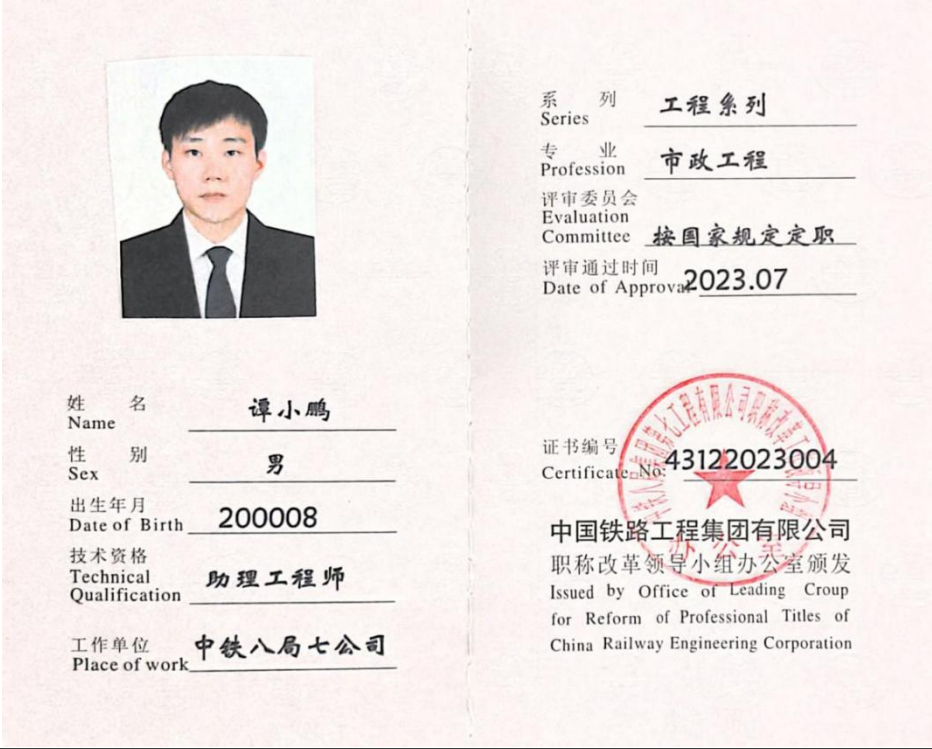 姓名 谭小鹏
Name
性别 男
Sex
出生年月 200008
Date of Birth
技术资格
Technical 助理工程师
Qualification
工作单位 中铁八局七公司
Place of work
系列 工程系列
Series
专业 市政工程
Profession
评审委员会
Evaluation
Committee 按国家规定定职
评审通过时间 2023.07
Date of Approval
证书编号
Certificate No: 43122023004
中国铁路工程集团有限公司
职称改革领导小组办公室颁发
Issued by Office of Leading Croup
for Reform of Professional Titles of
China Railway Engineering Corporation
办公室